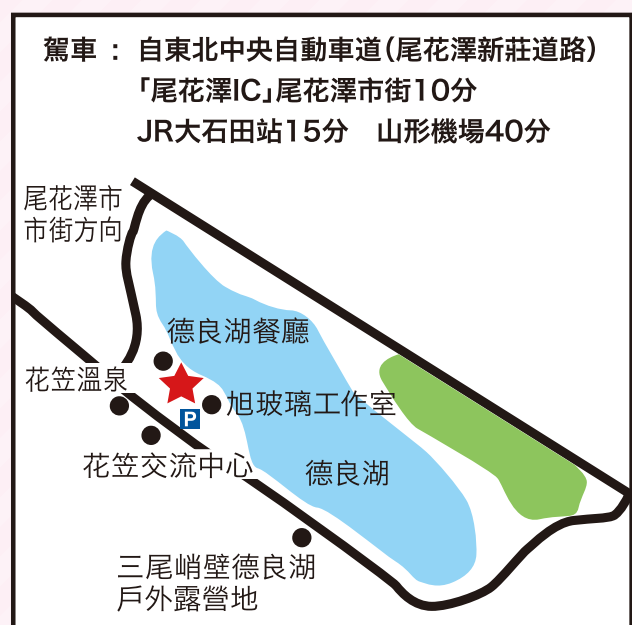 駕車 : 自東北中央自動車道(尾花澤新莊道路)
「尾花澤IC」尾花澤市街10分
JR大石田站15分　山形機場40分
尾花澤市
市街方向
德良湖餐廳
花笠溫泉
旭玻璃工作室
P
花笠交流中心
德良湖
三尾峭壁德良湖
戶外露營地